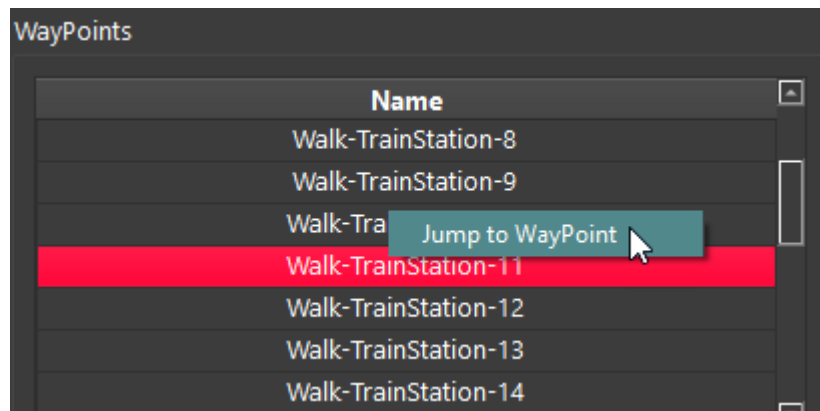 WayPoints
Name
Walk-TrainStation-8
Walk-TrainStation-9
Walk-Tra
Jump to WayPoint
Walk-TrainStation-11
Walk-TrainStation-12
Walk-TrainStation-13
Walk-TrainStation-14